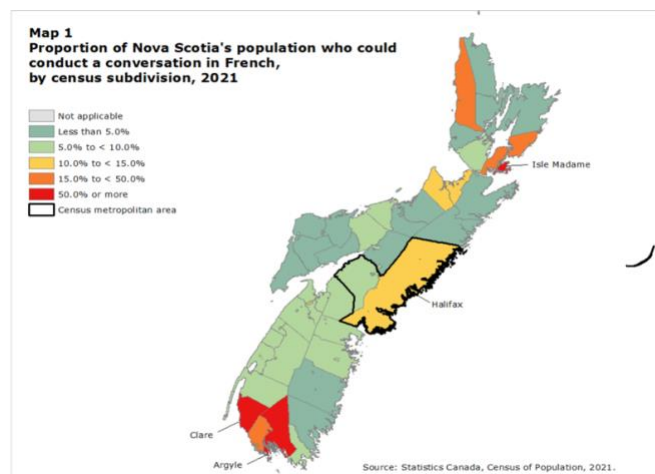 Map 1
Proportion of Nova Scotia's population who could
conduct a conversation in French,
by census subdivision, 2021
Not applicable
Less than 5.0%
5.0% to < 10.0%
10.0% to < 15.0%
15.0% to < 50.0%
50.0% or more
Census metropolitan area
Isle Madame
Halifax
Clare
Argyle
Source: Statistics Canada, Census of Population, 2021.